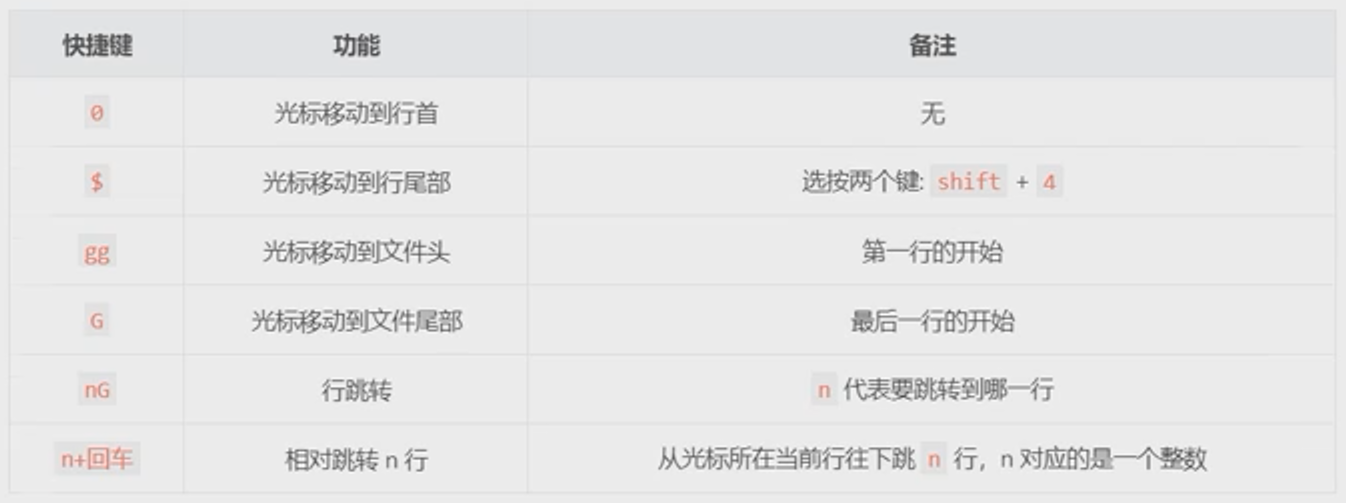 快捷键 功能 备注
0 光标移动到行首 无
$ 光标移动到行尾部 选按两个键: shift + 4
gg 光标移动到文件头 第一行的开始
G 光标移动到文件尾部 最后一行的开始
nG 行跳转 n 代表要跳转到哪一行
n+回车 相对跳转 n 行 从光标所在当前行往下跳 n 行，n 对应的是一个整数